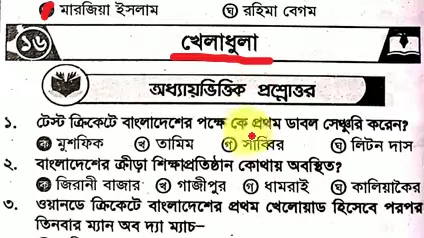 মারজিয়া ইসলাম ঘ রহিমা বেগম
১৬
খেলাধুলা
অধ্যায়ভিত্তিক প্রশ্নোত্তর
১. টেস্ট ক্রিকেটে বাংলাদেশের পক্ষে কে প্রথম ডাবল সেঞ্চুরি করেন?
ক মুশফিক খ তামিম গ সাব্বির ঘ লিটন দাস
২. বাংলাদেশের ক্রীড়া শিক্ষাপ্রতিষ্ঠান কোথায় অবস্থিত?
ক জিরানী বাজার খ গাজীপুর গ ধামরাই ঘ কালিয়াকৈর
৩. ওয়ানডে ক্রিকেটে বাংলাদেশের প্রথম খেলোয়াড় হিসেবে পরপর
তিনবার ম্যান অব দ্যা ম্যাচ–